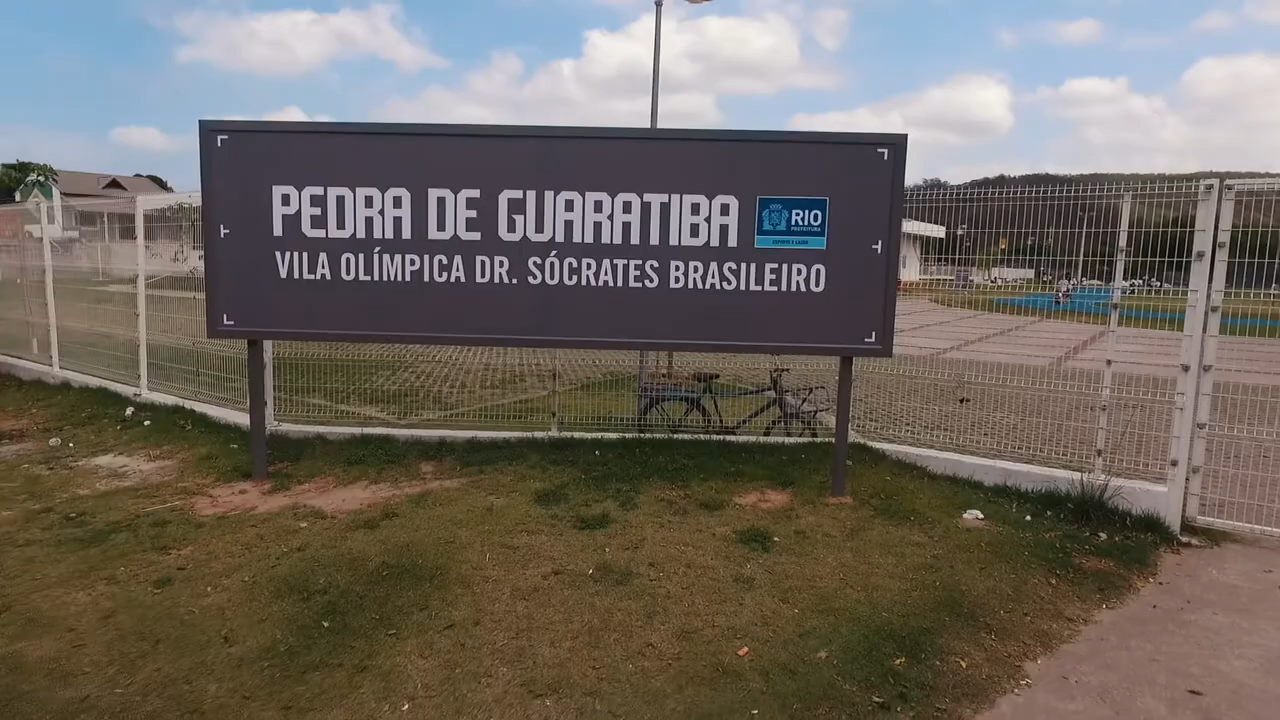 PEDRA DE GUARATIBA
RIO
PREFEITURA
ESPORTE E LAZER
VILA OLÍMPICA DR. SÓCRATES BRASILEIRO